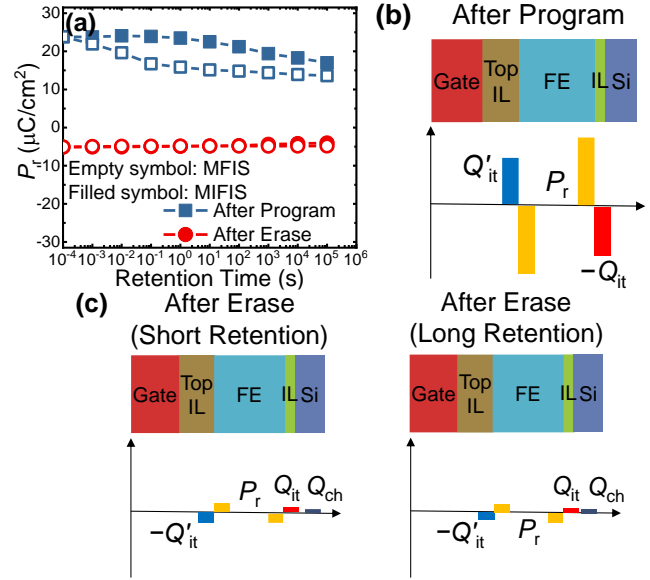 (a)
30
20
10
0
-10
-20
-30
P_r (μC/cm²)
Empty symbol: MFIS
Filled symbol: MIFIS
After Program
After Erase
10⁻⁴ 10⁻³ 10⁻² 10⁻¹ 10⁰ 10¹ 10² 10³ 10⁴ 10⁵ 10⁶
Retention Time (s)
(b)
After Program
Gate
Top
IL
FE
IL
Si
Q′it
Pr
−Qit
(c)
After Erase
(Short Retention)
Gate
Top
IL
FE
IL
Si
Pr
Qit
Qch
−Q′it
After Erase
(Long Retention)
Gate
Top
IL
FE
IL
Si
Qit
Qch
−Q′it
Pr